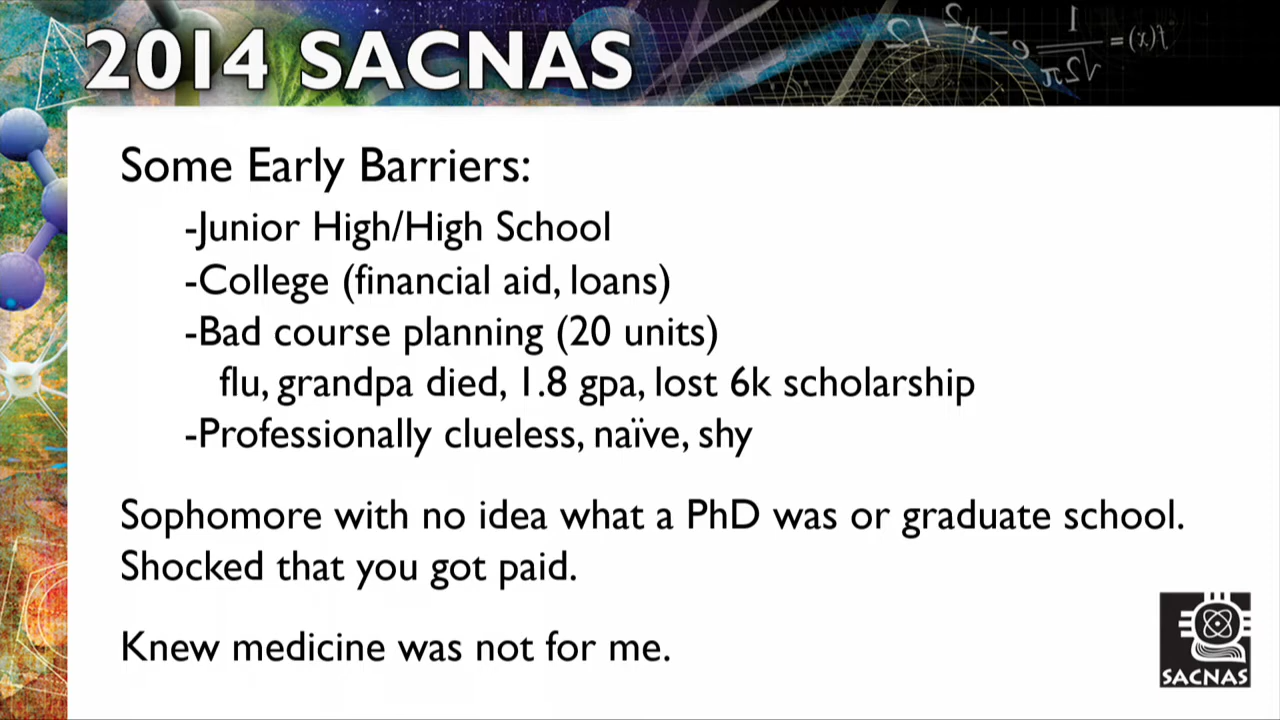 2014 SACNAS
Some Early Barriers:
-Junior High/High School
-College (financial aid, loans)
-Bad course planning (20 units)
flu, grandpa died, 1.8 gpa, lost 6k scholarship
-Professionally clueless, naïve, shy
Sophomore with no idea what a PhD was or graduate school.
Shocked that you got paid.
Knew medicine was not for me.
SACNAS